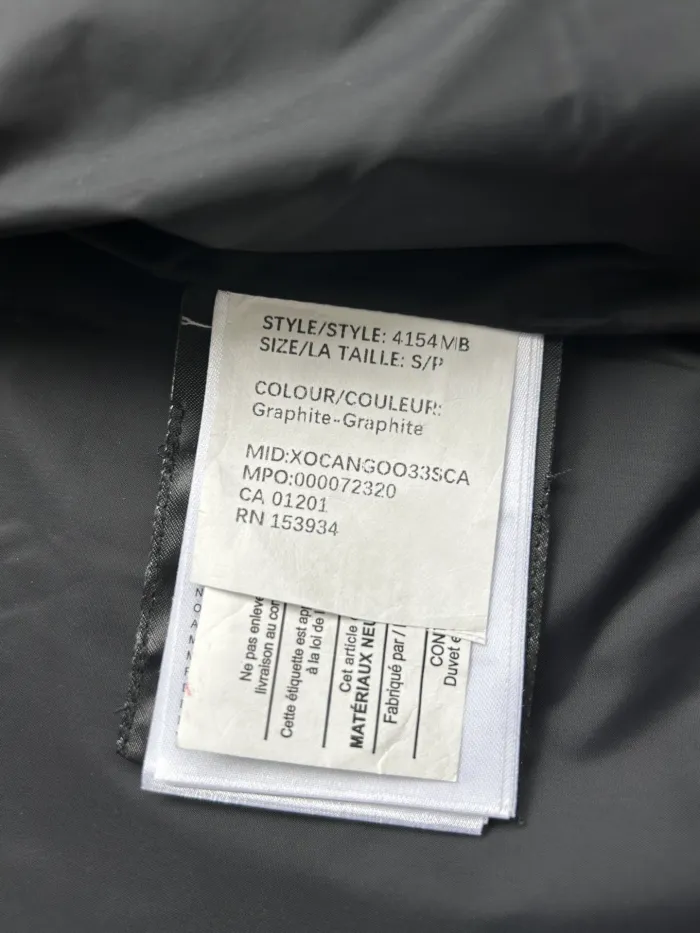 STYLE/STYLE: 4154MB
SIZE/LA TAILLE: S/P
COLOUR/COULEUR:
Graphite-Graphite
MID:XOCANGOO33SCA
MPO:000072320
CA 01201
RN 153934
Ne pas enleve
livraison au con
Cette étiquette est ap
à la loi de l
Cet article
MATÉRIAUX NEU
Fabriqué par /
CON
Duvet e